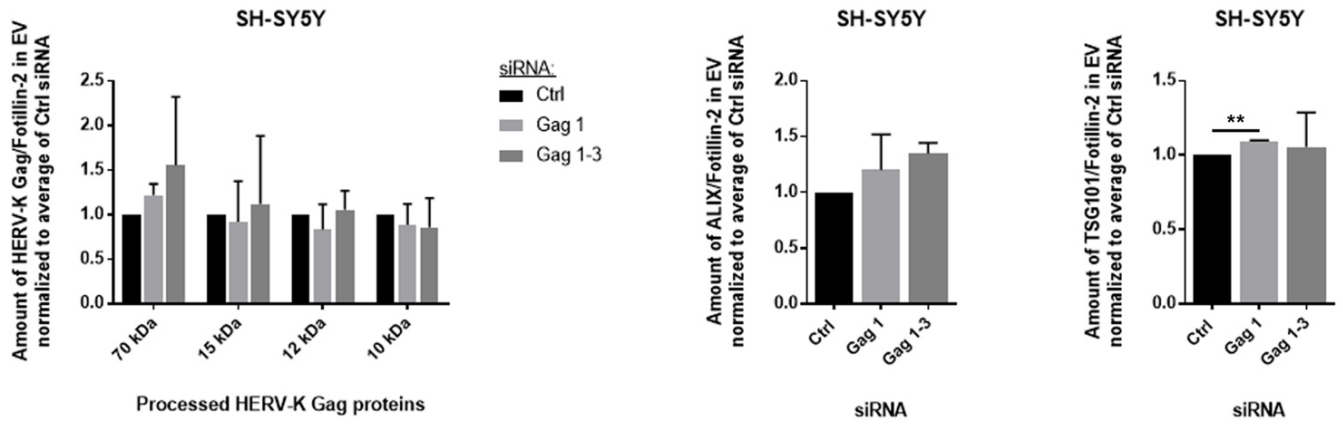 SH-SY5Y
Amount of HERV-K Gag/Fotillin-2 in EV
normalized to average of Ctrl siRNA
2.5
2.0
1.5
1.0
0.5
0.0
70 kDa
15 kDa
12 kDa
10 kDa
Processed HERV-K Gag proteins
siRNA:
Ctrl
Gag 1
Gag 1-3
SH-SY5Y
Amount of ALIX/Fotillin-2 in EV
normalized to average of Ctrl siRNA
2.0
1.5
1.0
0.5
0.0
Ctrl
Gag 1
Gag 1-3
siRNA
SH-SY5Y
Amount of TSG101/Fotillin-2 in EV
normalized to average of Ctrl siRNA
1.5
1.0
0.5
0.0
**
Ctrl
Gag 1
Gag 1-3
siRNA